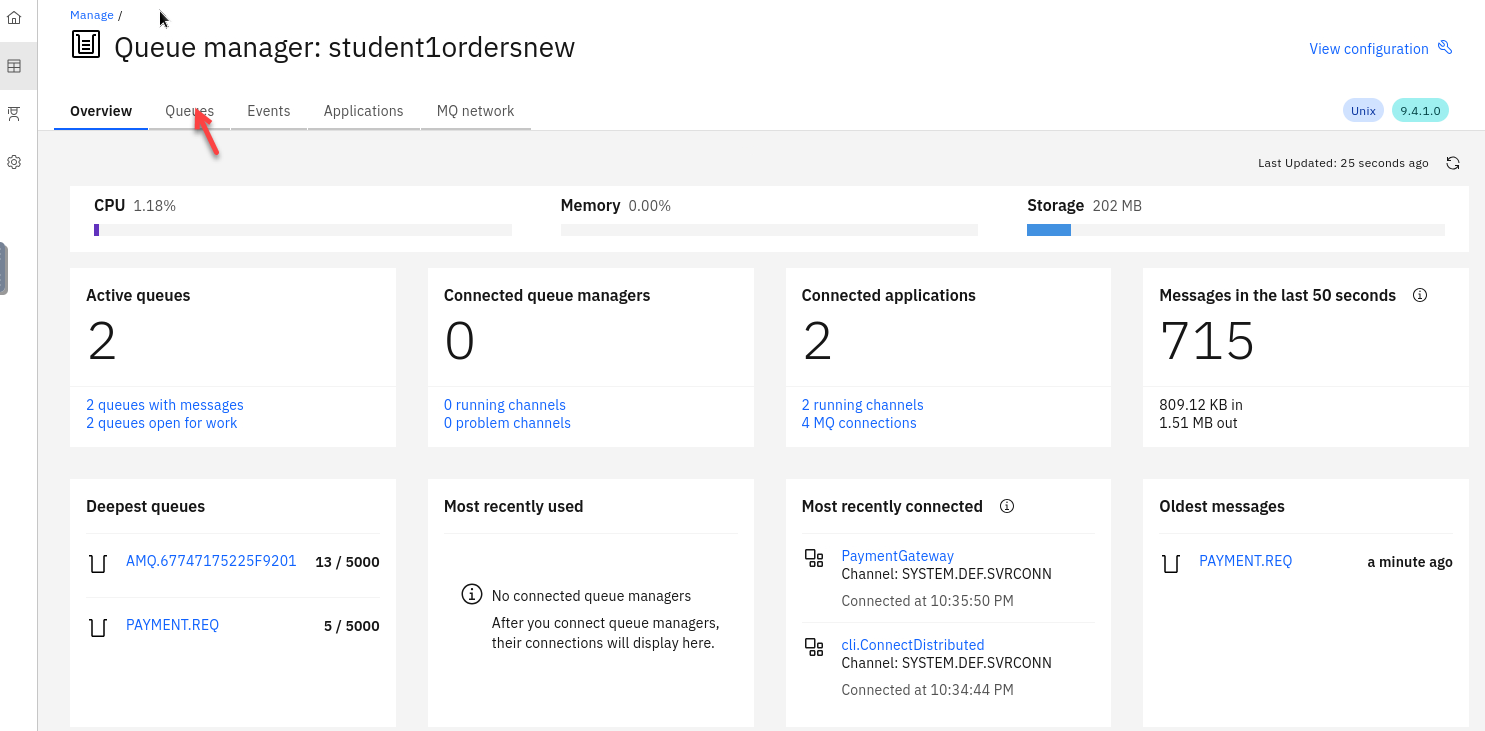 Manage /
Queue manager: student1ordersnew
View configuration
Overview Queues Events Applications MQ network
Unix 9.4.1.0
Last Updated: 25 seconds ago
CPU 1.18%
Memory 0.00%
Storage 202 MB
Active queues
2
2 queues with messages
2 queues open for work
Connected queue managers
0
0 running channels
0 problem channels
Connected applications
2
2 running channels
4 MQ connections
Messages in the last 50 seconds
715
809.12 KB in
1.51 MB out
Deepest queues
AMQ.67747175225F9201 13 / 5000
PAYMENT.REQ 5 / 5000
Most recently used
No connected queue managers
After you connect queue managers,
their connections will display here.
Most recently connected
PaymentGateway
Channel: SYSTEM.DEF.SVRCONN
Connected at 10:35:50 PM
cli.ConnectDistributed
Channel: SYSTEM.DEF.SVRCONN
Connected at 10:34:44 PM
Oldest messages
PAYMENT.REQ a minute ago